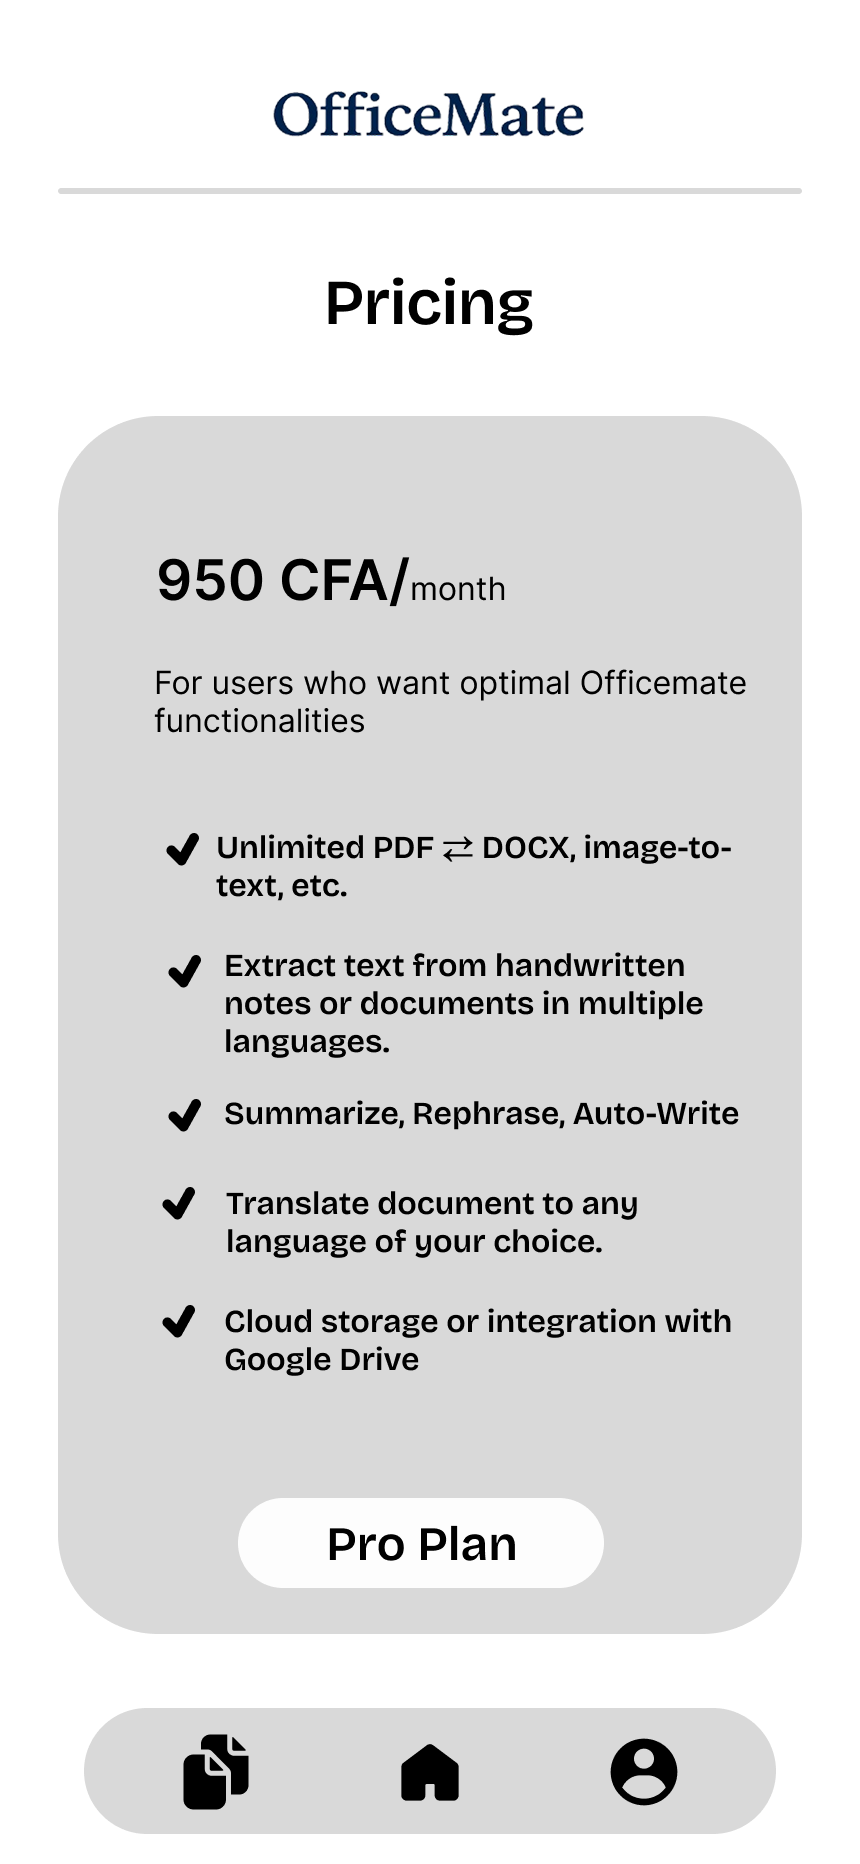 OfficeMate
Pricing
950 CFA/month
For users who want optimal Officemate
functionalities
Unlimited PDF ⇄ DOCX, image-to-
text, etc.
Extract text from handwritten
notes or documents in multiple
languages.
Summarize, Rephrase, Auto-Write
Translate document to any
language of your choice.
Cloud storage or integration with
Google Drive
Pro Plan